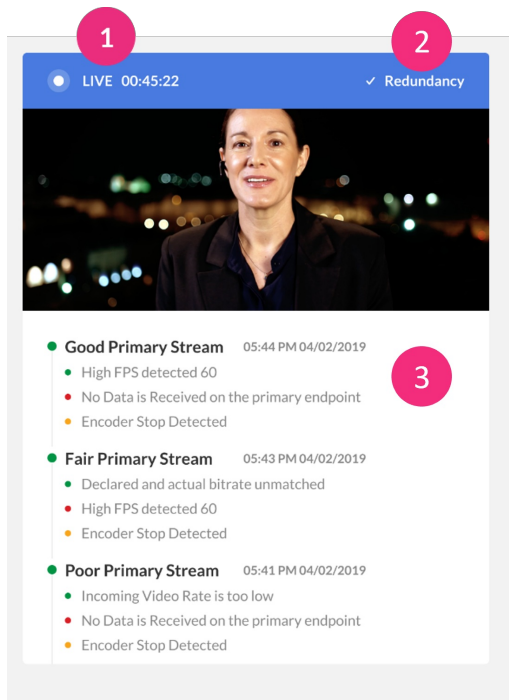 1
2
LIVE 00:45:22
✓ Redundancy
Good Primary Stream 05:44 PM 04/02/2019
High FPS detected 60
3
No Data is Received on the primary endpoint
Encoder Stop Detected
Fair Primary Stream 05:43 PM 04/02/2019
Declared and actual bitrate unmatched
High FPS detected 60
Encoder Stop Detected
Poor Primary Stream 05:41 PM 04/02/2019
Incoming Video Rate is too low
No Data is Received on the primary endpoint
Encoder Stop Detected